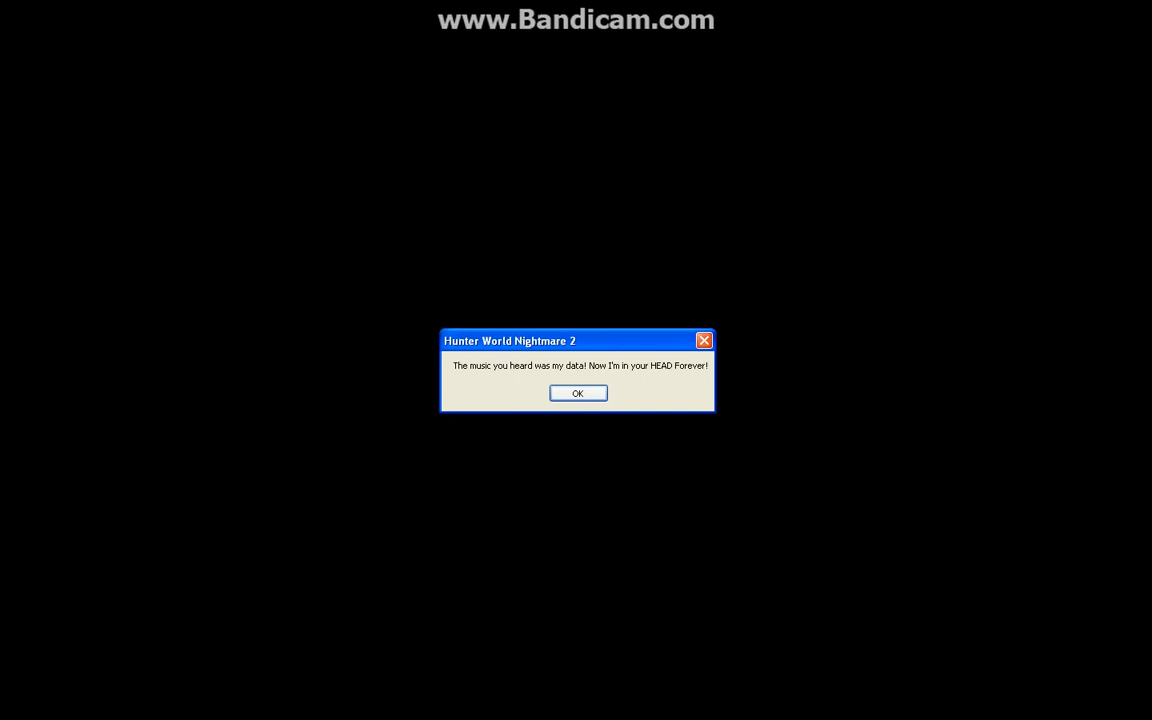 www.Bandicam.com
Hunter World Nightmare 2
The music you heard was my data! Now I'm in your HEAD Forever!
OK